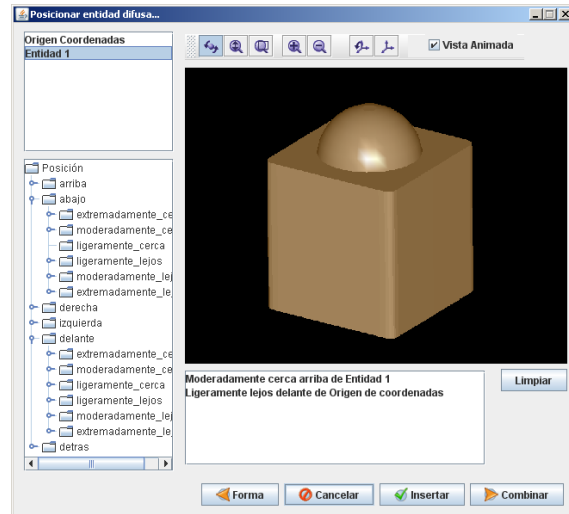 Posicionar entidad difusa...
Origen Coordenadas
Entidad 1
Vista Animada
Posición
arriba
abajo
extremadamente_ce
moderadamente_ce
ligeramente_cerca
ligeramente_lejos
moderadamente_lej
extremadamente_le
derecha
izquierda
delante
extremadamente_ce
moderadamente_ce
ligeramente_cerca
ligeramente_lejos
moderadamente_lej
extremadamente_le
detras
Moderadamente cerca arriba de Entidad 1
Ligeramente lejos delante de Origen de coordenadas
Limpiar
Forma
Cancelar
Insertar
Combinar